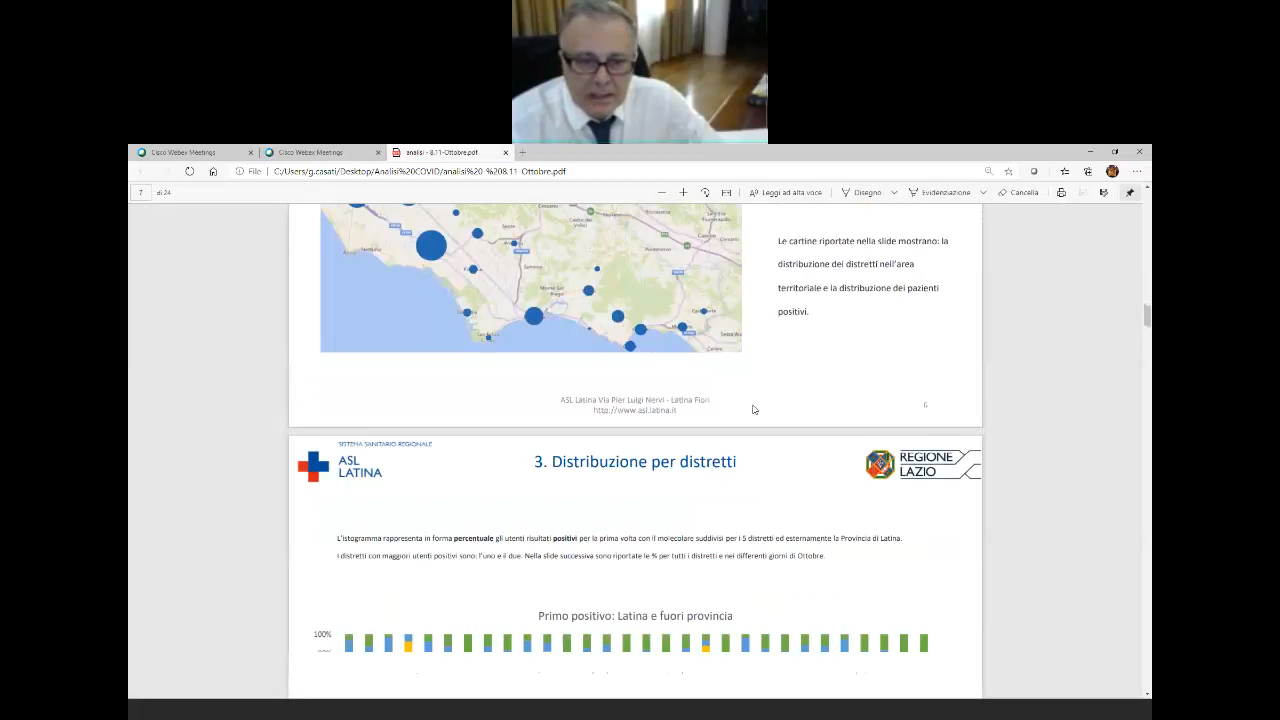 Cisco Webex Meetings
Cisco Webex Meetings
analisi - 8.11-Ottobre.pdf
File
C:/Users/g.casati/Desktop/Analisi%20COVID/analisi%20-%208.11-Ottobre.pdf
7 di 24
Leggi ad alta voce
Disegno
Evidenziazione
Cancella
Le cartine riportate nella slide mostrano: la
distribuzione dei distretti nell'area
territoriale e la distribuzione dei pazienti
positivi.
ASL Latina Via Pier Luigi Nervi - Latina Fiori
http://www.asl.latina.it
6
SISTEMA SANITARIO REGIONALE
ASL
LATINA
3. Distribuzione per distretti
REGIONE
LAZIO
L'istogramma rappresenta in forma percentuale gli utenti risultati positivi per la prima volta con il molecolare suddivisi per i 5 distretti ed esternamente la Provincia di Latina.
I distretti con maggiori utenti positivi sono: l'uno e il due. Nella slide successiva sono riportate le % per tutti i distretti e nei differenti giorni di Ottobre.
Primo positivo: Latina e fuori provincia
100%